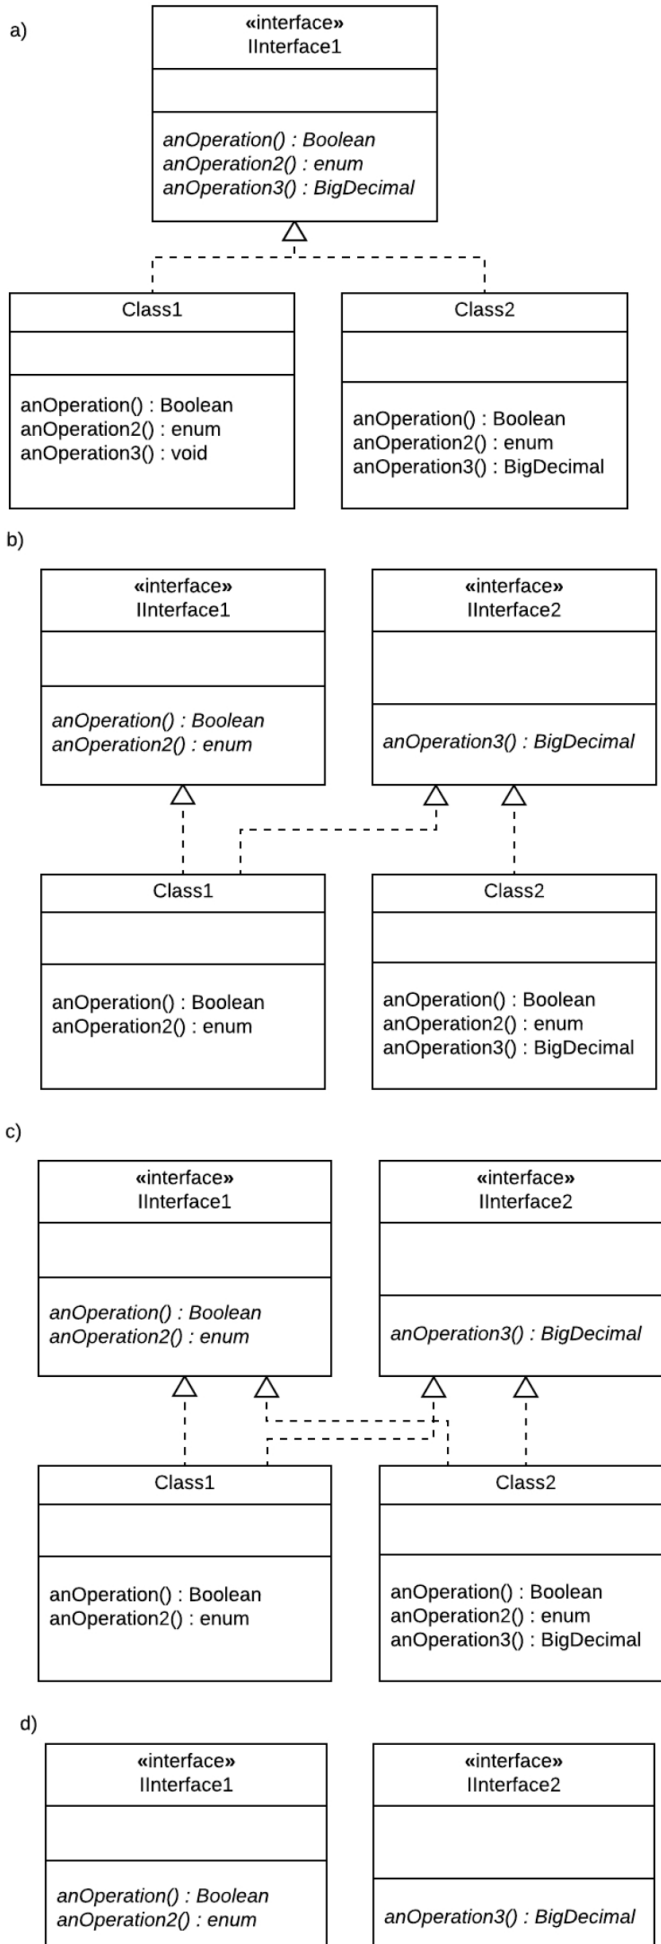 a)
«interface»
IInterface1
anOperation() : Boolean
anOperation2() : enum
anOperation3() : BigDecimal
Class1
anOperation() : Boolean
anOperation2() : enum
anOperation3() : void
Class2
anOperation() : Boolean
anOperation2() : enum
anOperation3() : BigDecimal
b)
«interface»
IInterface1
anOperation() : Boolean
anOperation2() : enum
«interface»
IInterface2
anOperation3() : BigDecimal
Class1
anOperation() : Boolean
anOperation2() : enum
Class2
anOperation() : Boolean
anOperation2() : enum
anOperation3() : BigDecimal
c)
«interface»
IInterface1
anOperation() : Boolean
anOperation2() : enum
«interface»
IInterface2
anOperation3() : BigDecimal
Class1
anOperation() : Boolean
anOperation2() : enum
Class2
anOperation() : Boolean
anOperation2() : enum
anOperation3() : BigDecimal
d)
«interface»
IInterface1
anOperation() : Boolean
anOperation2() : enum
«interface»
IInterface2
anOperation3() : BigDecimal